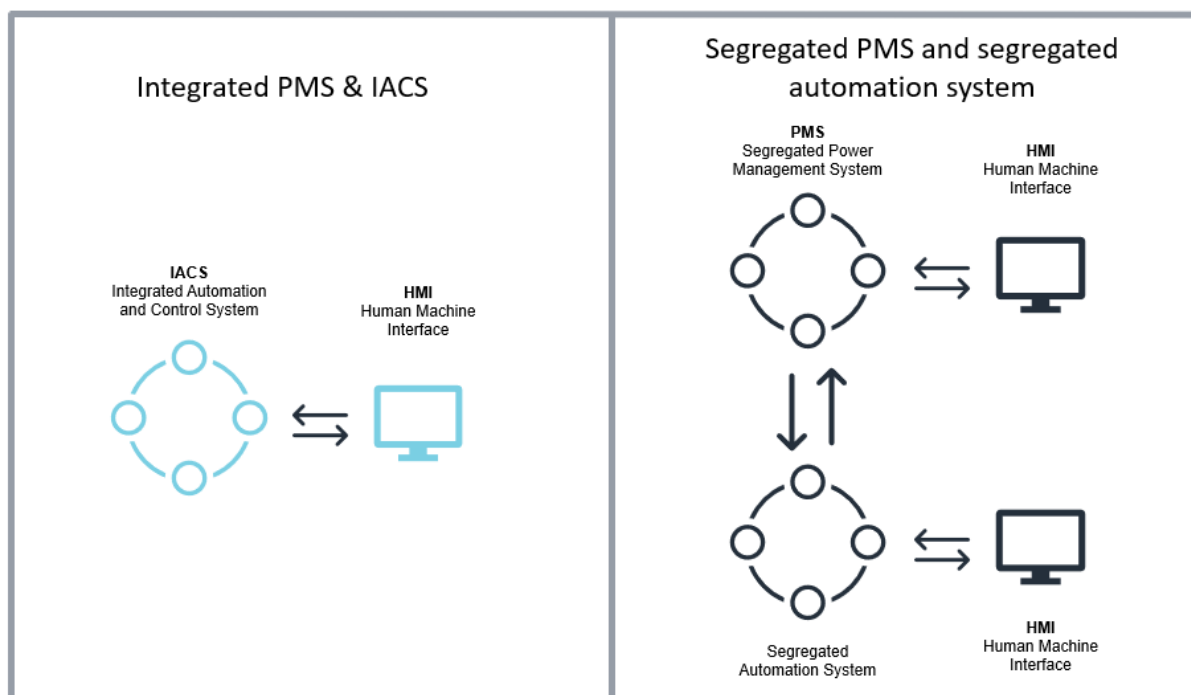 Integrated PMS & IACS
IACS
Integrated Automation
and Control System
HMI
Human Machine
Interface
Segregated PMS and segregated
automation system
PMS
Segregated Power
Management System
HMI
Human Machine
Interface
Segregated
Automation System
HMI
Human Machine
Interface